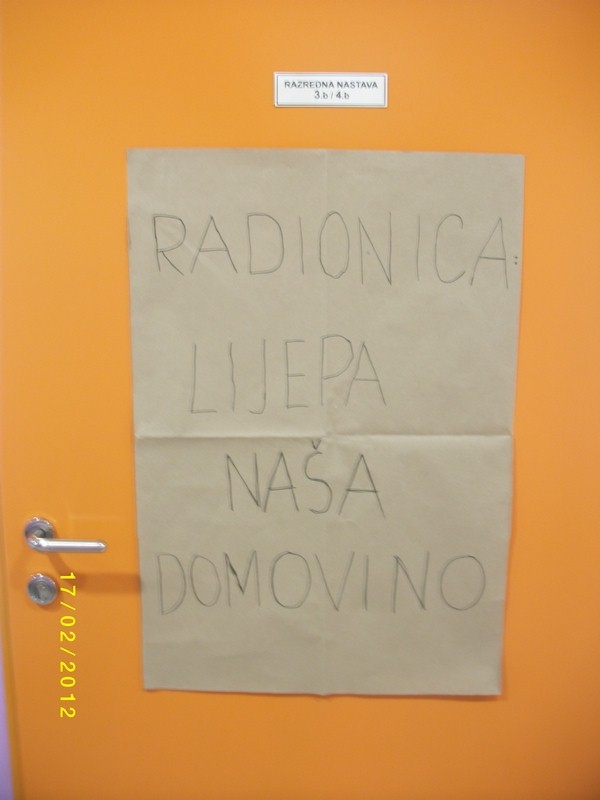 RAZREDNA NASTAVA
3.b / 4.b
RADIONICA:
LIJEPA
NAŠA
DOMOVINO
17/02/2012